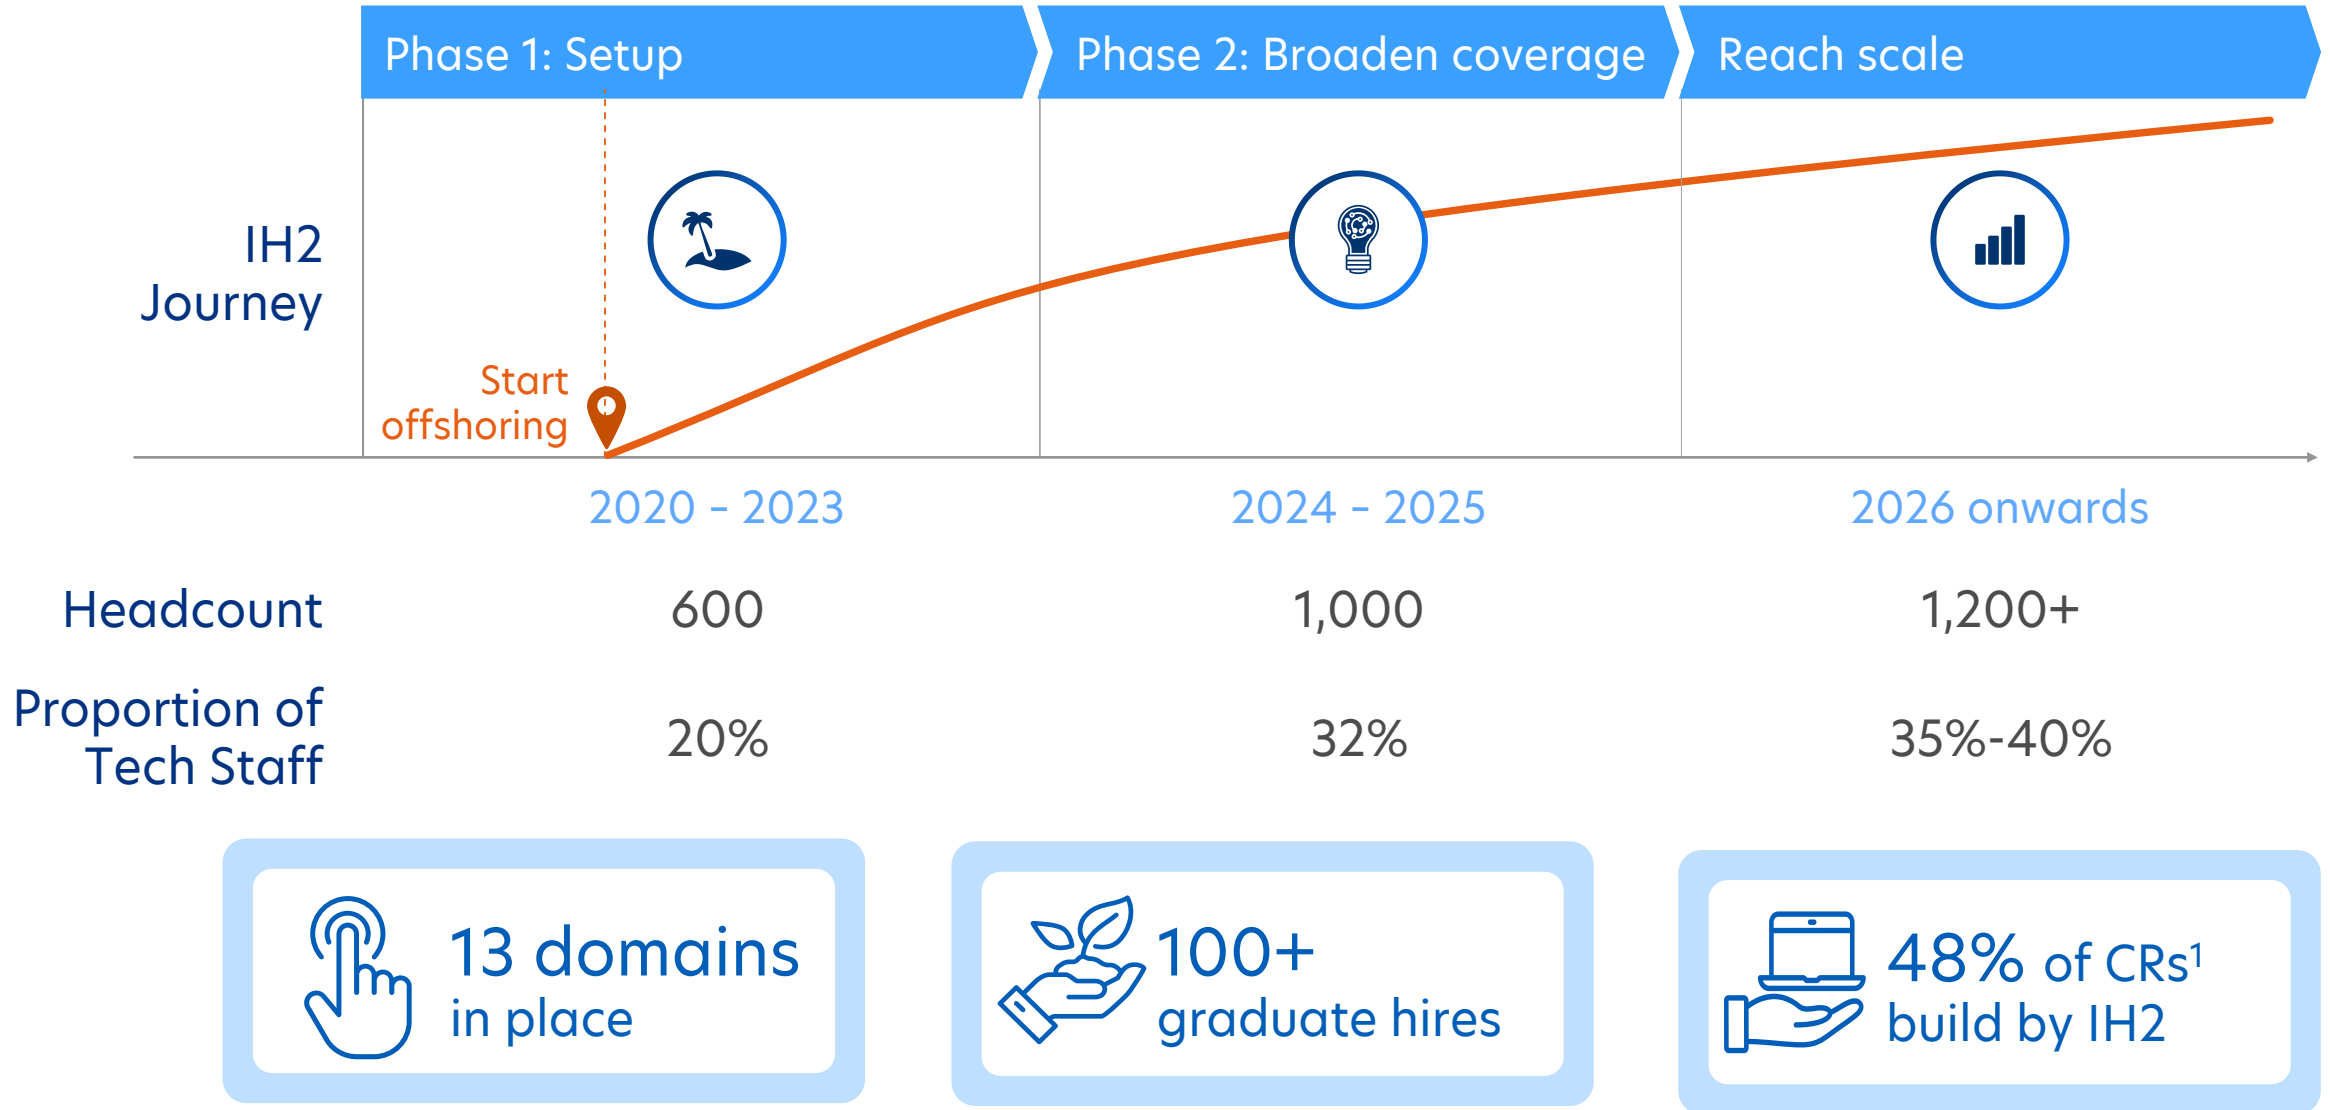 Phase 1: Setup
Phase 2: Broaden coverage
Reach scale
IH2
Journey
Start
offshoring
2020 – 2023
2024 – 2025
2026 onwards
Headcount
600
1,000
1,200+
Proportion of
Tech Staff
20%
32%
35%-40%
13 domains
in place
100+
graduate hires
48% of CRs¹
build by IH2